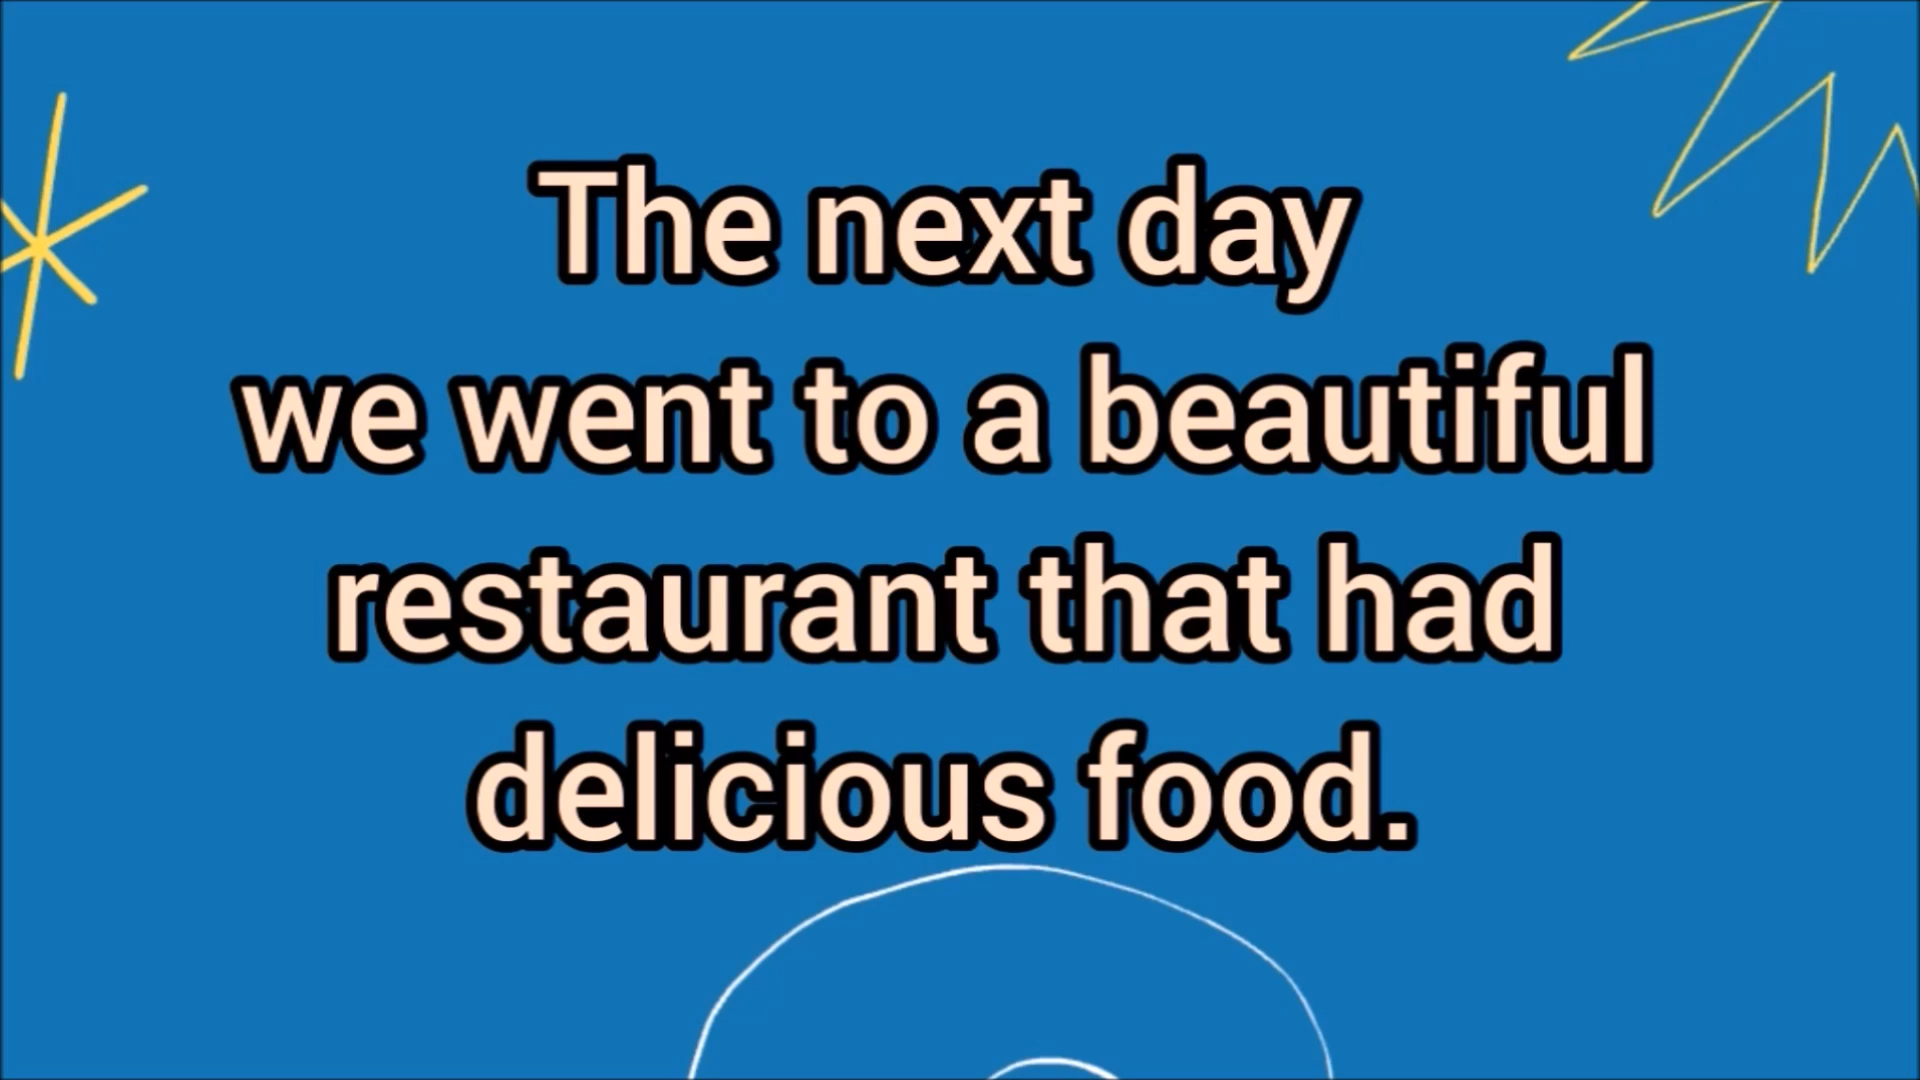 The next day
we went to a beautiful
restaurant that had
delicious food.